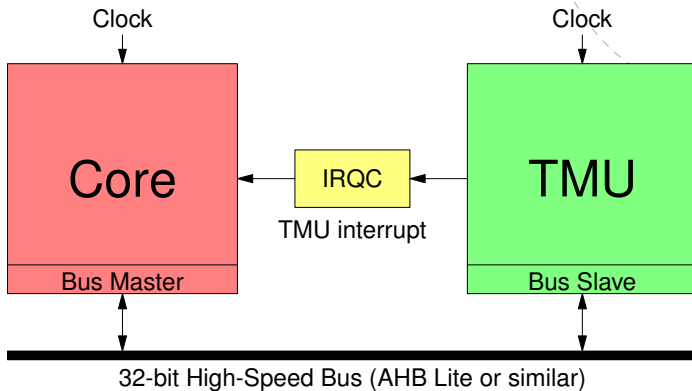 Clock
Clock
Core
IRQC
TMU
TMU interrupt
Bus Master
Bus Slave
32-bit High-Speed Bus (AHB Lite or similar)